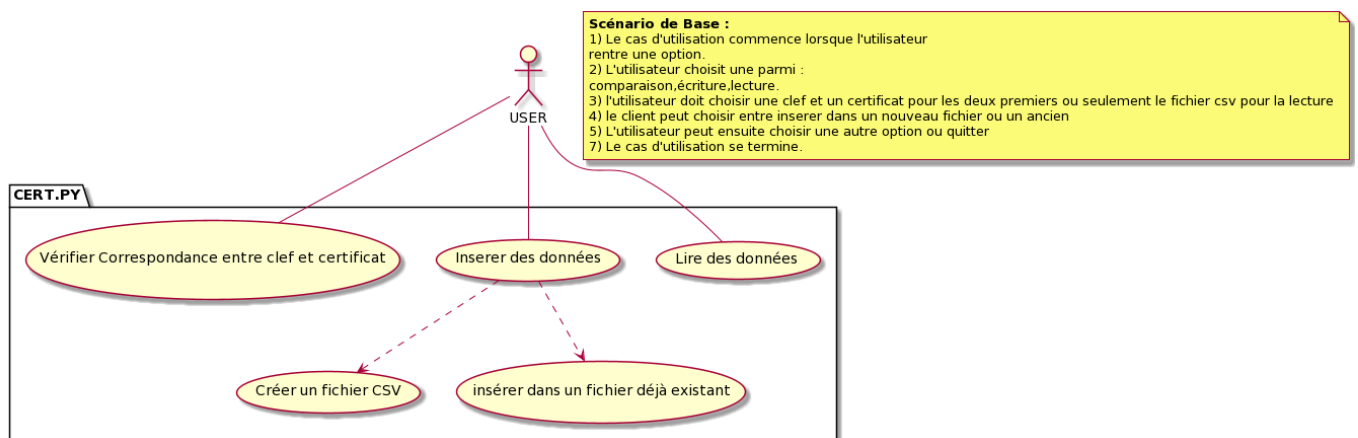 Scénario de Base :
1) Le cas d'utilisation commence lorsque l'utilisateur
rentre une option.
2) L'utilisateur choisit une parmi :
comparaison,écriture,lecture.
3) l'utilisateur doit choisir une clef et un certificat pour les deux premiers ou seulement le fichier csv pour la lecture
4) le client peut choisir entre inserer dans un nouveau fichier ou un ancien
5) L'utilisateur peut ensuite choisir une autre option ou quitter
7) Le cas d'utilisation se termine.
USER
CERT.PY
Vérifier Correspondance entre clef et certificat
Inserer des données
Lire des données
Créer un fichier CSV
insérer dans un fichier déjà existant